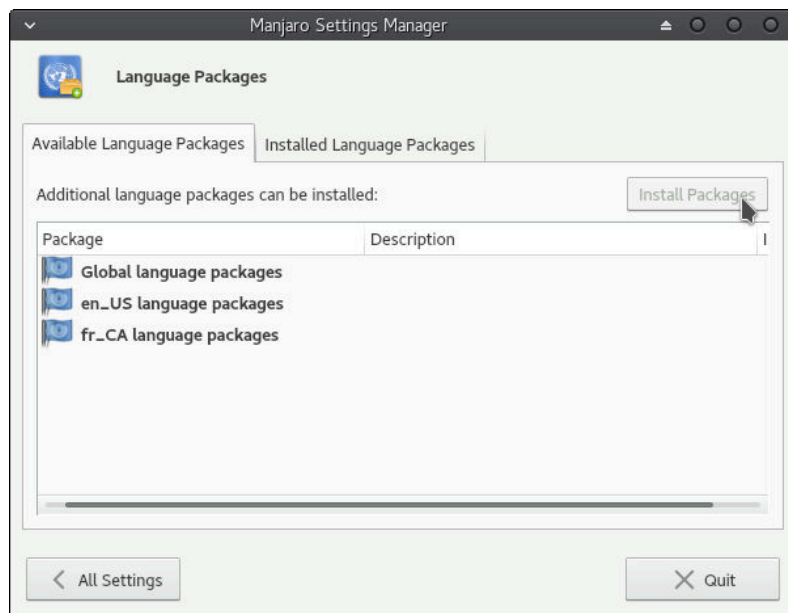 Manjaro Settings Manager
Language Packages
Available Language Packages Installed Language Packages
Additional language packages can be installed: Install Packages
Package Description I
Global language packages
en_US language packages
fr_CA language packages
All Settings Quit